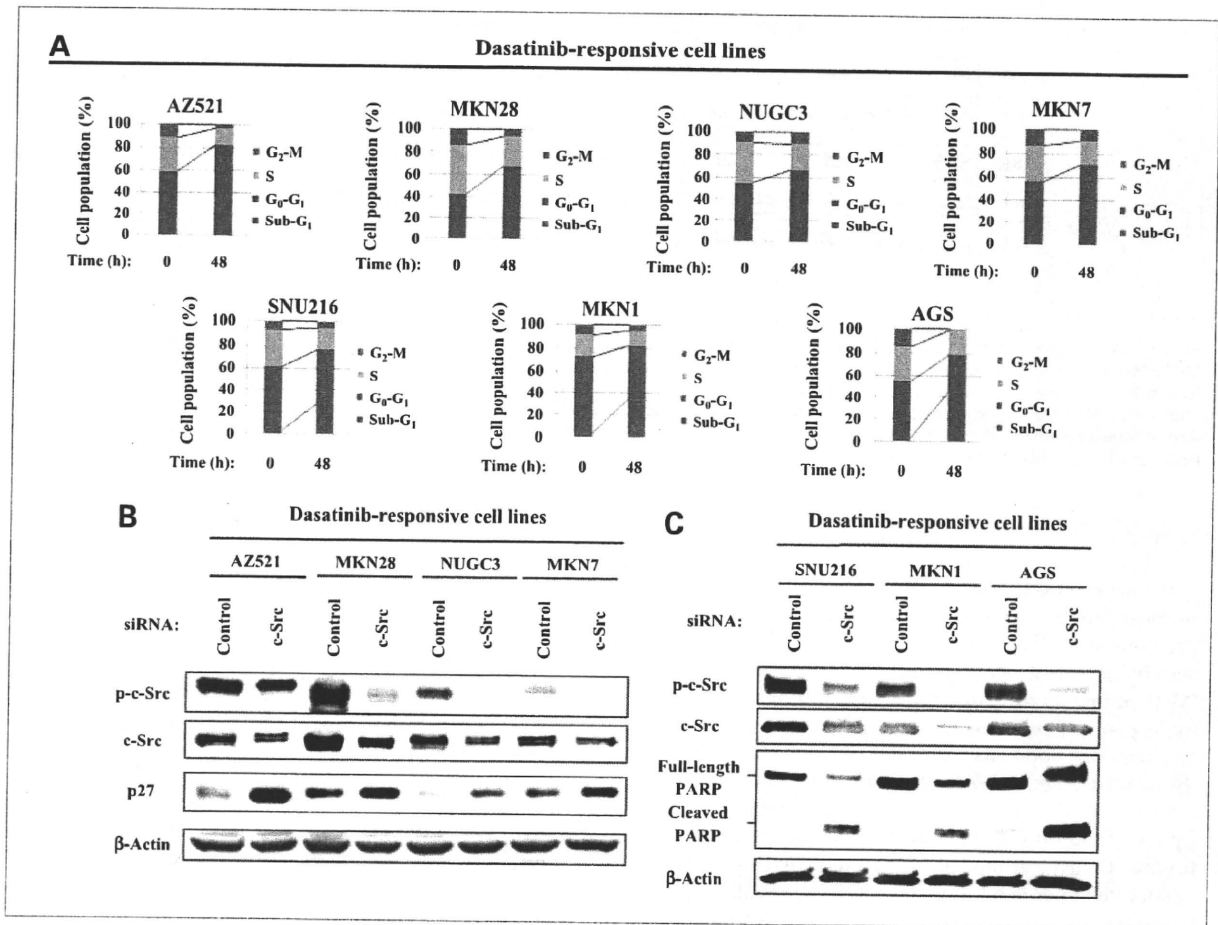 A
Dasatinib-responsive cell lines
AZ521
Cell population (%)
100
80
60
40
20
0
G₂-M
S
G₀-G₁
Sub-G₁
Time (h): 0 48
MKN28
Cell population (%)
100
80
60
40
20
0
G₂-M
S
G₀-G₁
Sub-G₁
Time (h): 0 48
NUGC3
Cell population (%)
100
80
60
40
20
0
G₂-M
S
G₀-G₁
Sub-G₁
Time (h): 0 48
MKN7
Cell population (%)
100
80
60
40
20
0
G₂-M
S
G₀-G₁
Sub-G₁
Time (h): 0 48
SNU216
Cell population (%)
100
80
60
40
20
0
G₂-M
S
G₀-G₁
Sub-G₁
Time (h): 0 48
MKN1
Cell population (%)
100
80
60
40
20
0
G₂-M
S
G₀-G₁
Sub-G₁
Time (h): 0 48
AGS
Cell population (%)
100
80
60
40
20
0
G₂-M
S
G₀-G₁
Sub-G₁
Time (h): 0 48
B
Dasatinib-responsive cell lines
AZ521 MKN28 NUGC3 MKN7
siRNA: Control c-Src Control c-Src Control c-Src Control c-Src
p-c-Src
c-Src
p27
β-Actin
C
Dasatinib-responsive cell lines
SNU216 MKN1 AGS
siRNA: Control c-Src Control c-Src Control c-Src
p-c-Src
c-Src
Full-length
PARP
Cleaved
PARP
β-Actin